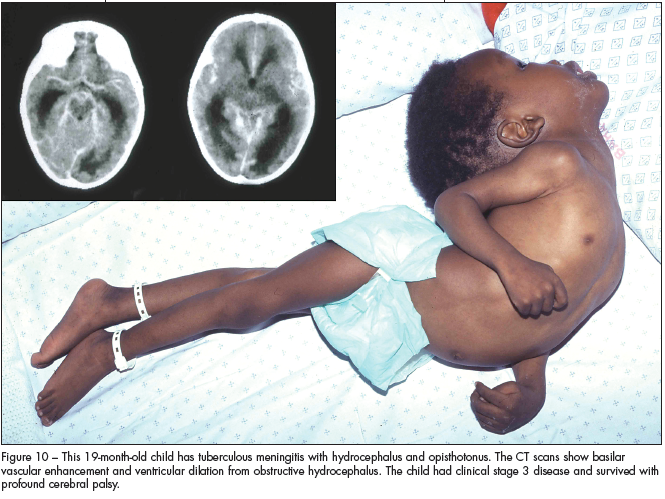 Figure 10 – This 19-month-old child has tuberculous meningitis with hydrocephalus and opisthotonus. The CT scans show basilar
vascular enhancement and ventricular dilation from obstructive hydrocephalus. The child had clinical stage 3 disease and survived with
profound cerebral palsy.